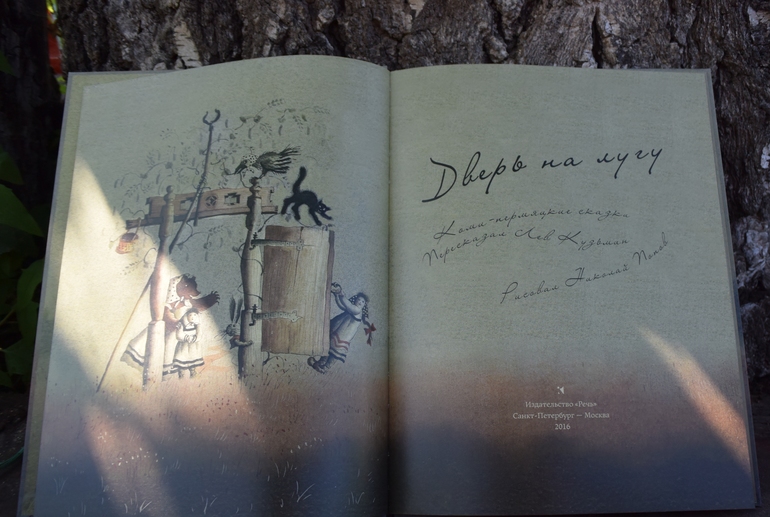 Дверь на лугу
Коми-пермяцкие сказки
Пересказал Лев Кузьмин
Рисовал Николай Попов
Издательство «Речь»
Санкт-Петербург — Москва
2016